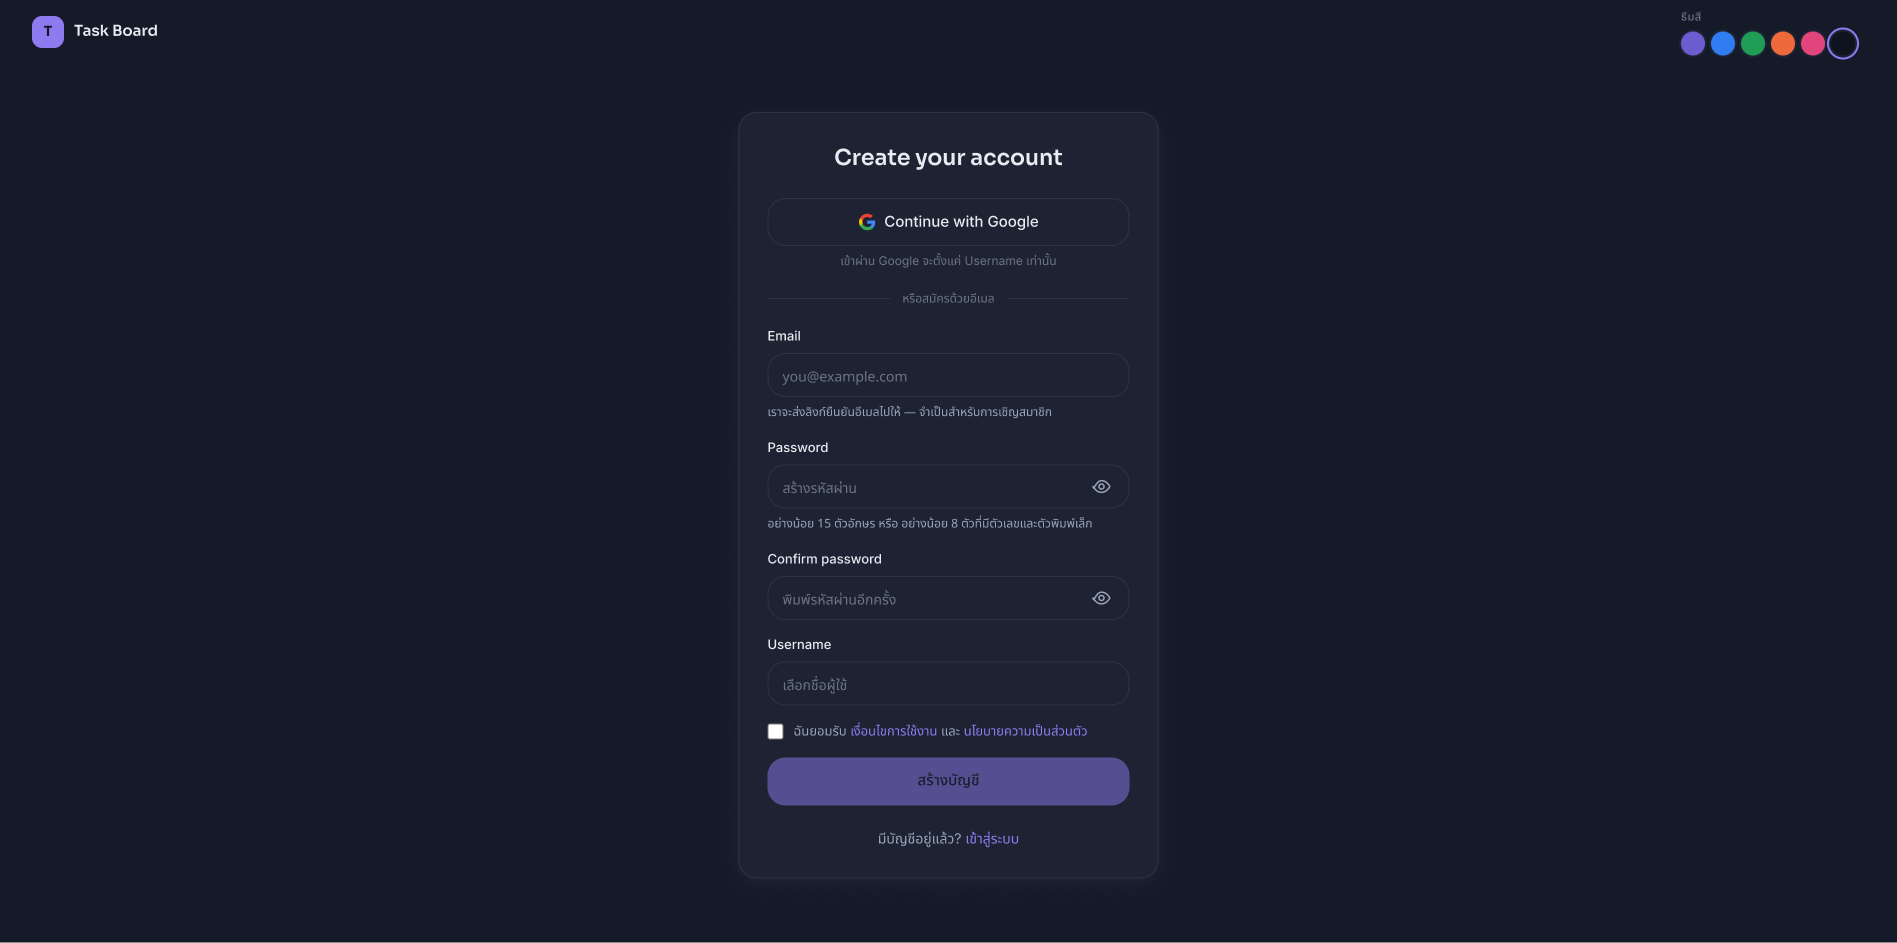 T Task Board
ธีมสี
Create your account
Continue with Google
เข้าผ่าน Google จะตั้งแค่ Username เท่านั้น
หรือสมัครด้วยอีเมล
Email
you@example.com
เราจะส่งลิงก์ยืนยันอีเมลไปให้ — จำเป็นสำหรับการเชิญสมาชิก
Password
สร้างรหัสผ่าน
อย่างน้อย 15 ตัวอักษร หรือ อย่างน้อย 8 ตัวที่มีตัวเลขและตัวพิมพ์เล็ก
Confirm password
พิมพ์รหัสผ่านอีกครั้ง
Username
เลือกชื่อผู้ใช้
ฉันยอมรับ เงื่อนไขการใช้งาน และ นโยบายความเป็นส่วนตัว
สร้างบัญชี
มีบัญชีอยู่แล้ว? เข้าสู่ระบบ